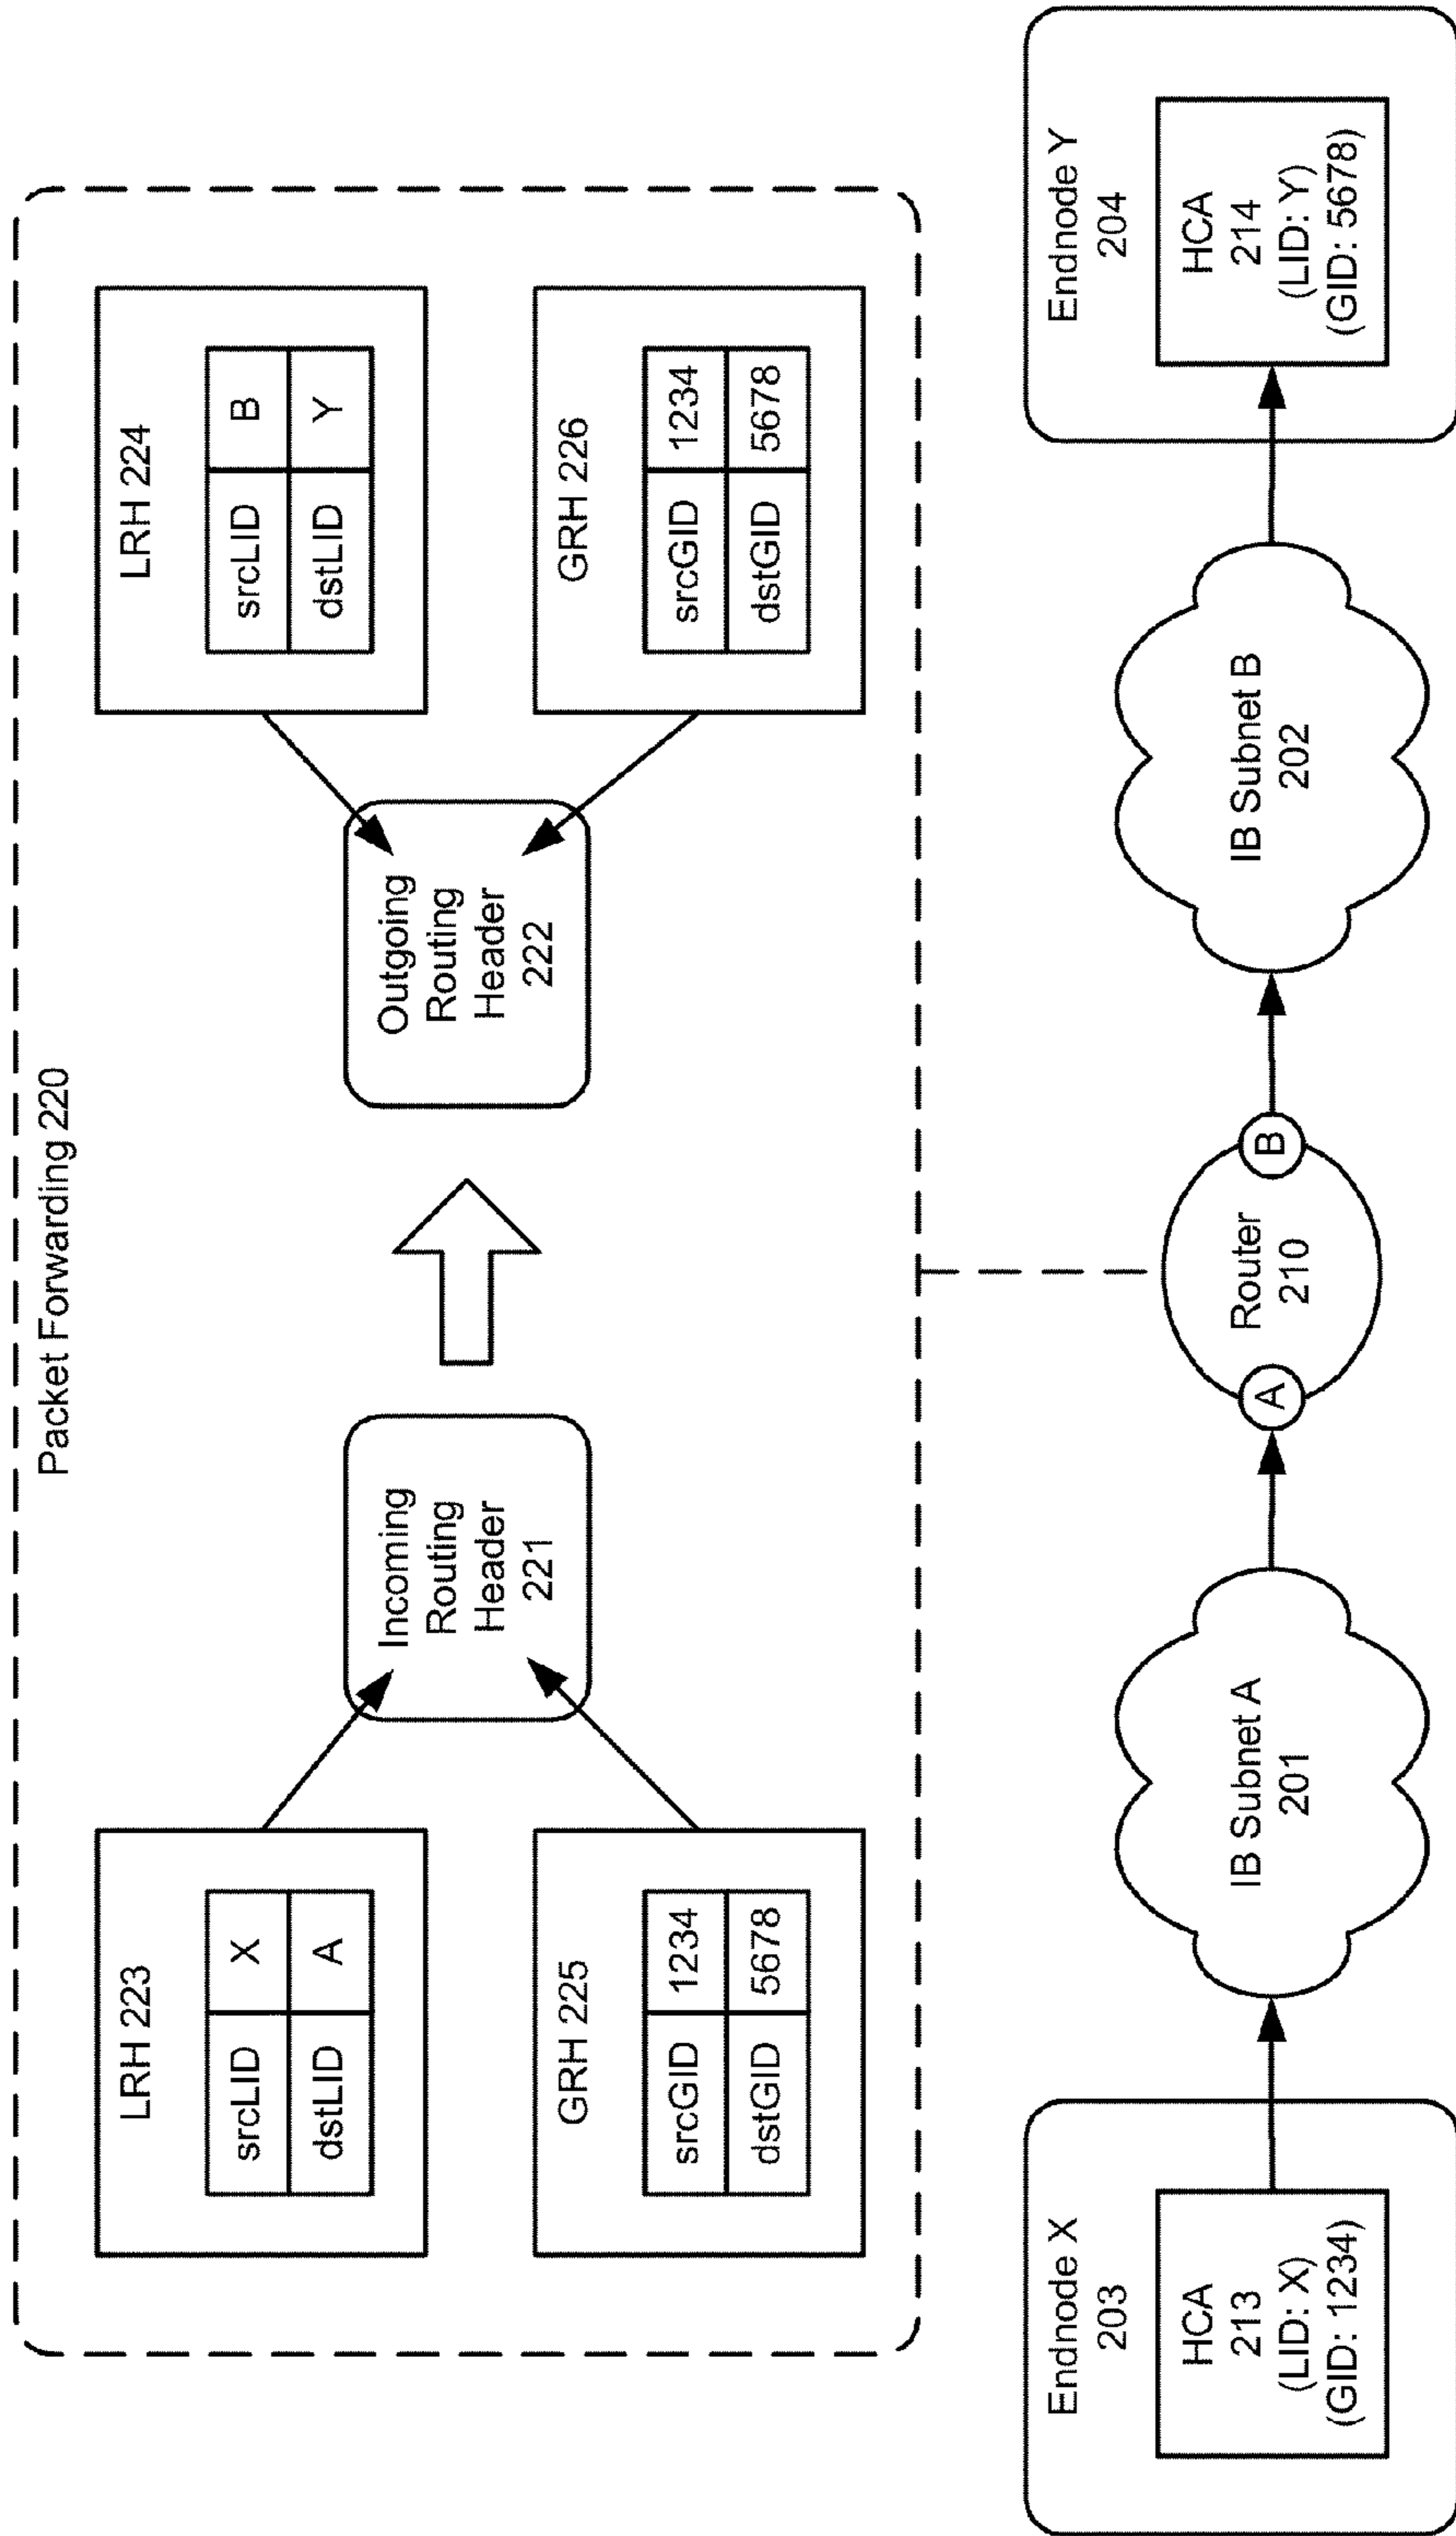 Packet Forwarding 220
LRH 223
srcLID X
dstLID A
GRH 225
srcGID 1234
dstGID 5678
Incoming
Routing
Header
221
Outgoing
Routing
Header
222
LRH 224
srcLID B
dstLID Y
GRH 226
srcGID 1234
dstGID 5678
Endnode X
203
HCA
213
(LID: X)
(GID: 1234)
IB Subnet A
201
A
Router
210
B
IB Subnet B
202
Endnode Y
204
HCA
214
(LID: Y)
(GID: 5678)